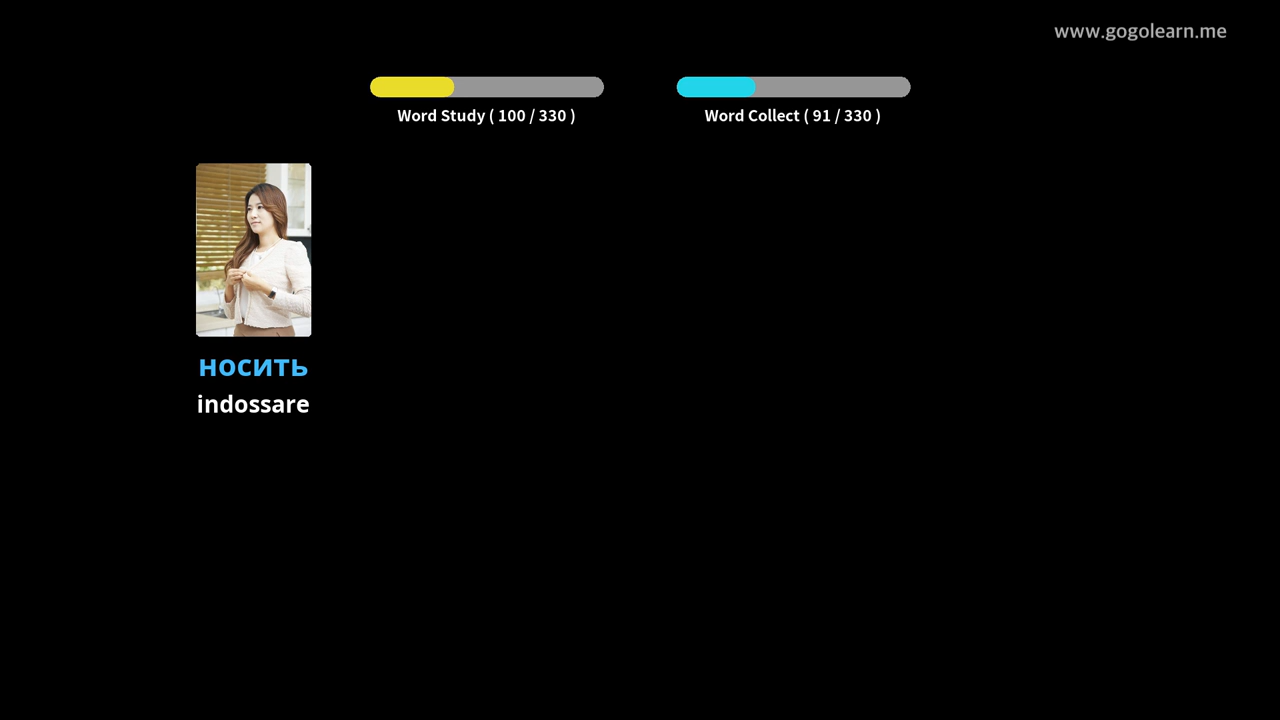 www.gogolearn.me
Word Study ( 100 / 330 )
Word Collect ( 91 / 330 )
носить
indossare